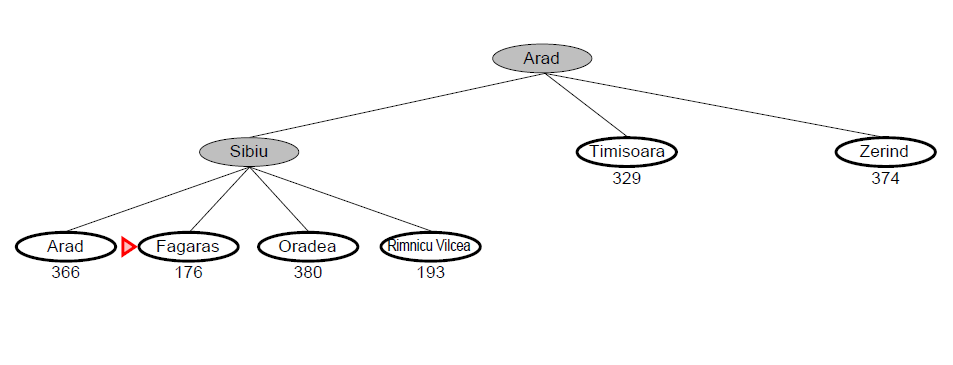 Arad
Sibiu
Timisoara
Zerind
329
374
Arad
Fagaras
Oradea
Rimnicu Vilcea
366
176
380
193